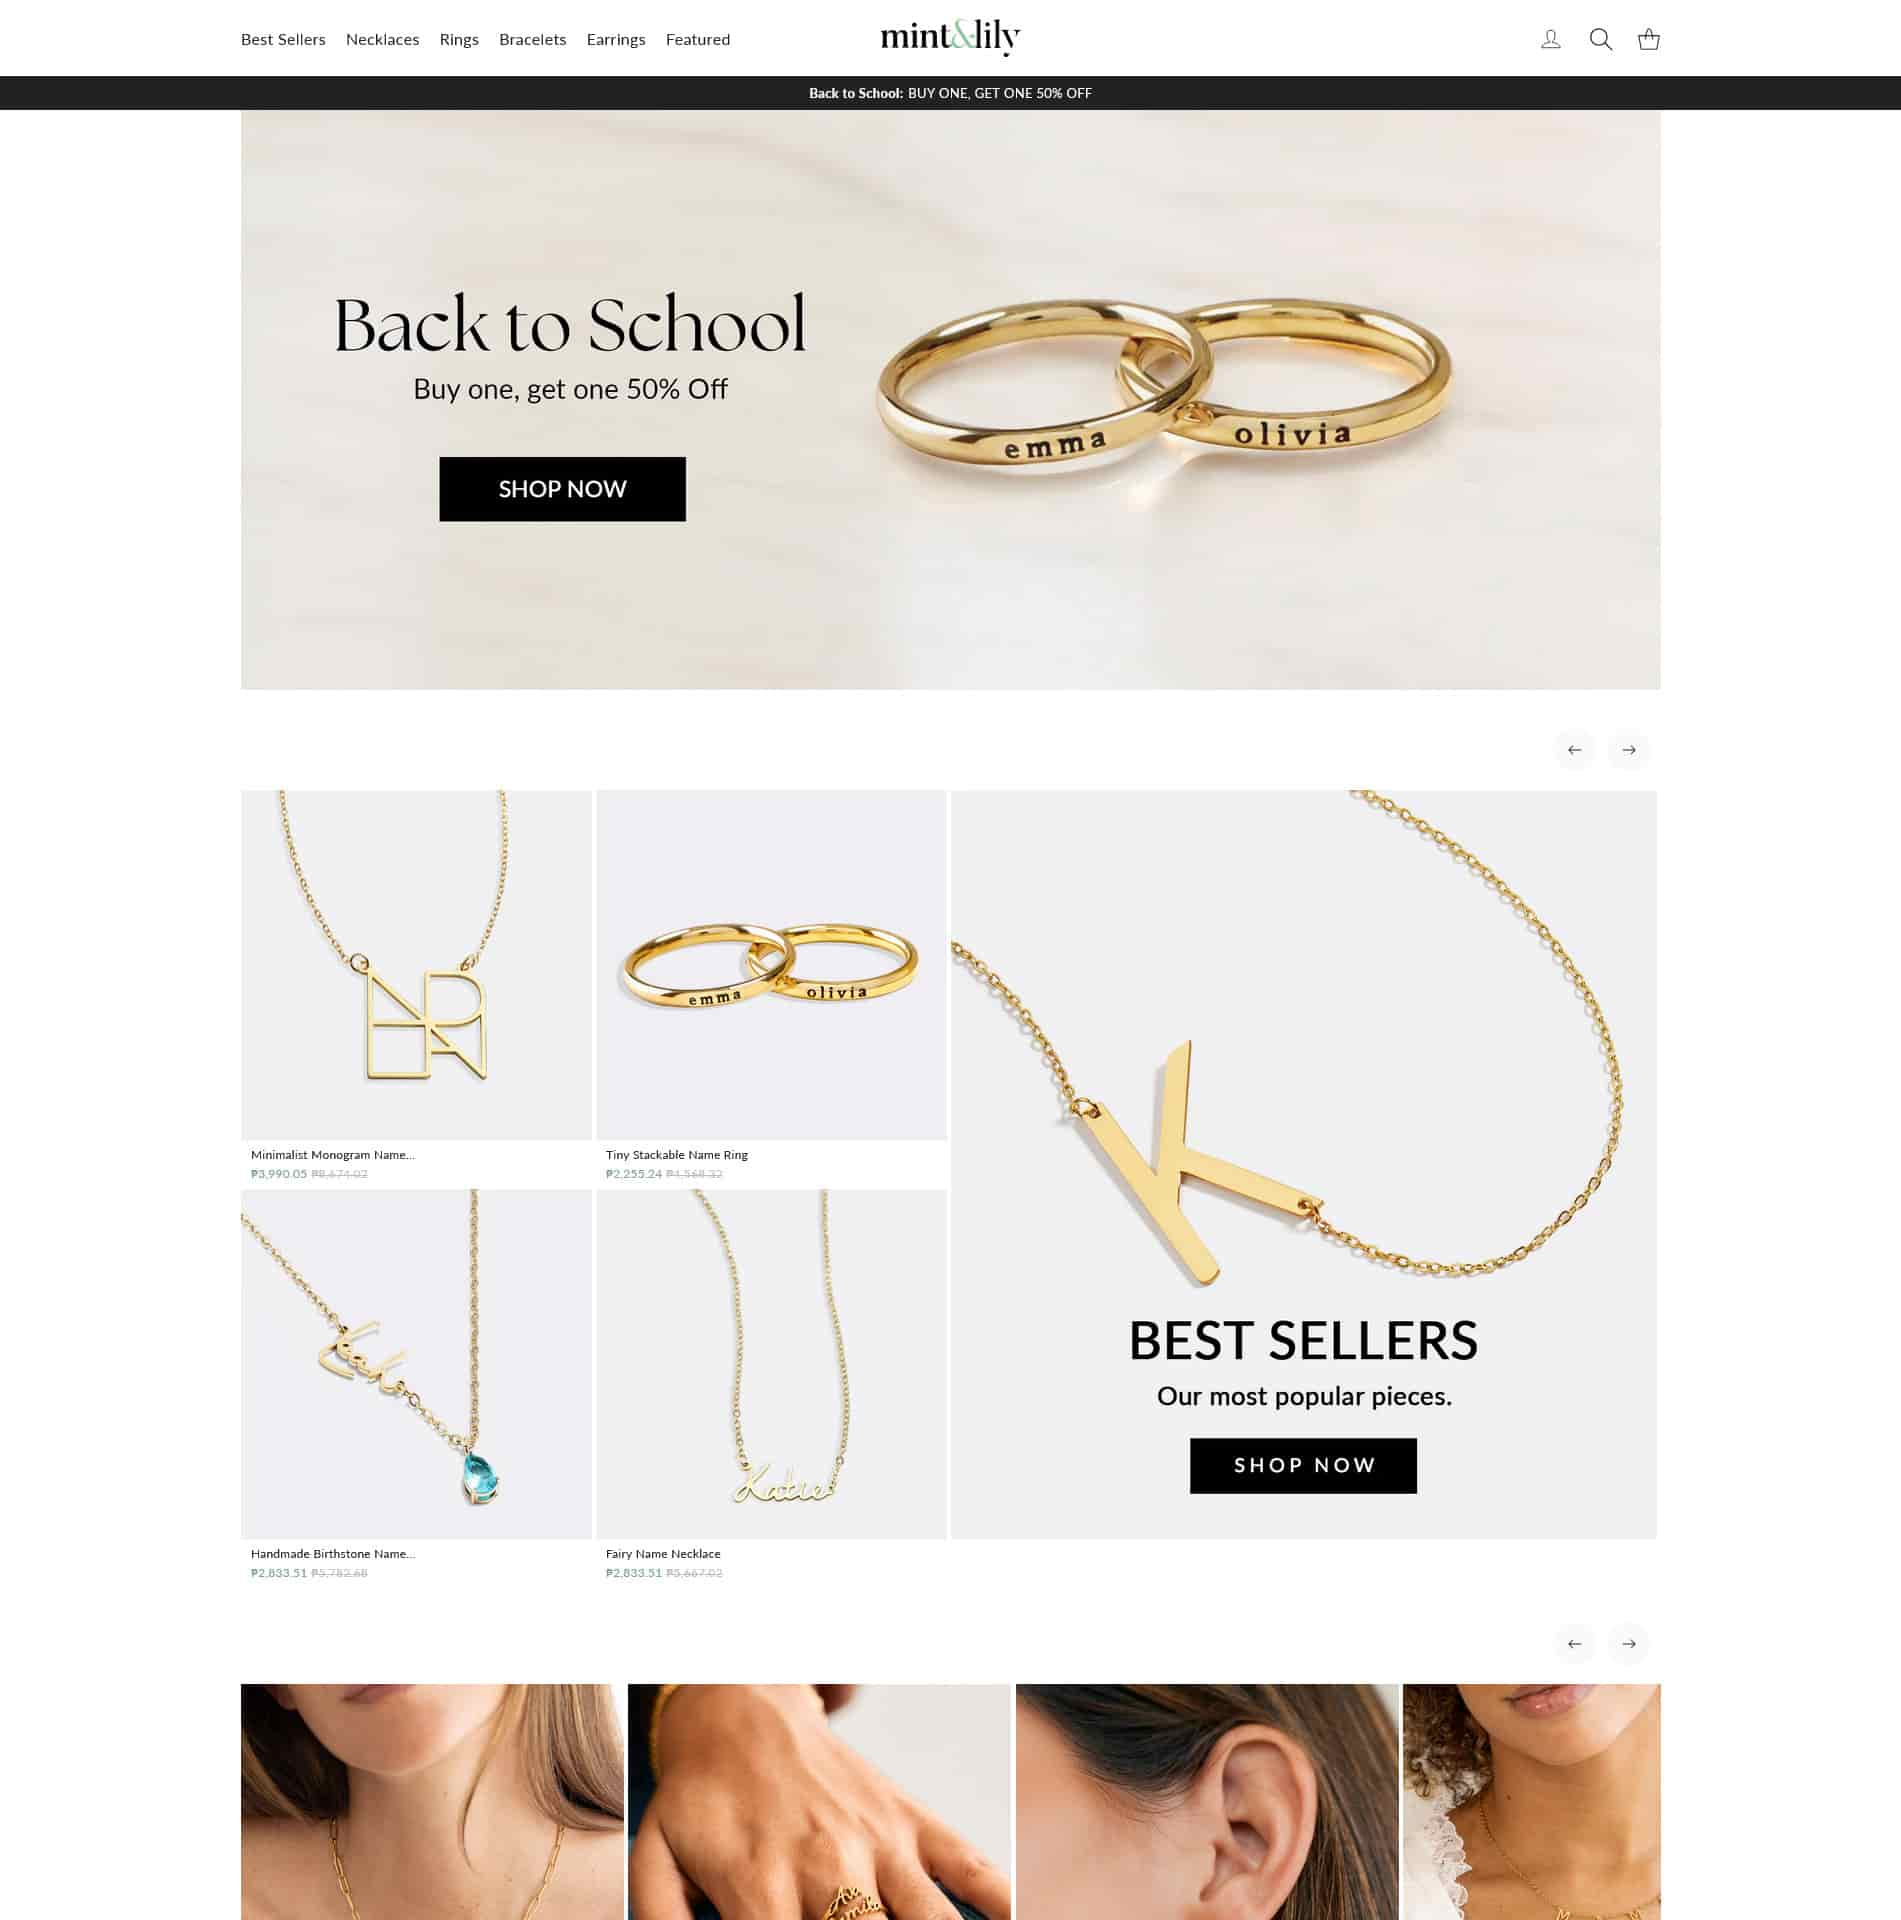 Best Sellers Necklaces Rings Bracelets Earrings Featured
mint&lily
Back to School: BUY ONE, GET ONE 50% OFF
Back to School
Buy one, get one 50% Off
SHOP NOW
emma
olivia
Minimalist Monogram Name...
₱3,990.05 ₱8,674.02
emma
olivia
Tiny Stackable Name Ring
₱2,255.24 ₱4,568.32
Handmade Birthstone Name...
₱2,833.51 ₱5,782.68
Katie
Fairy Name Necklace
₱2,833.51 ₱5,667.02
K
BEST SELLERS
Our most popular pieces.
SHOP NOW